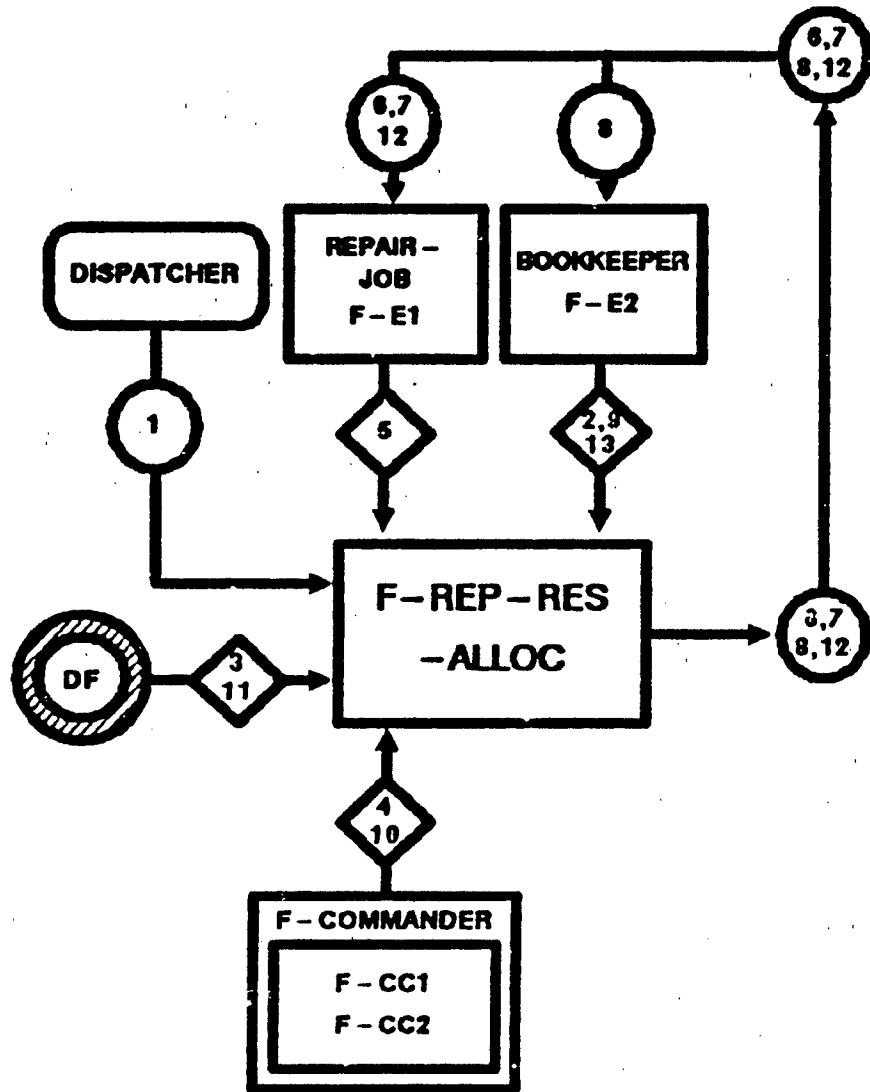 6,7
8,12
6,7
12
8
DISPATCHER
REPAIR –
JOB
F – E1
BOOKKEEPER
F – E2
1
5
2,9
13
F–REP–RES
–ALLOC
6,7
8,12
DF
3
11
4
10
F – COMMANDER
F – CC1
F – CC2